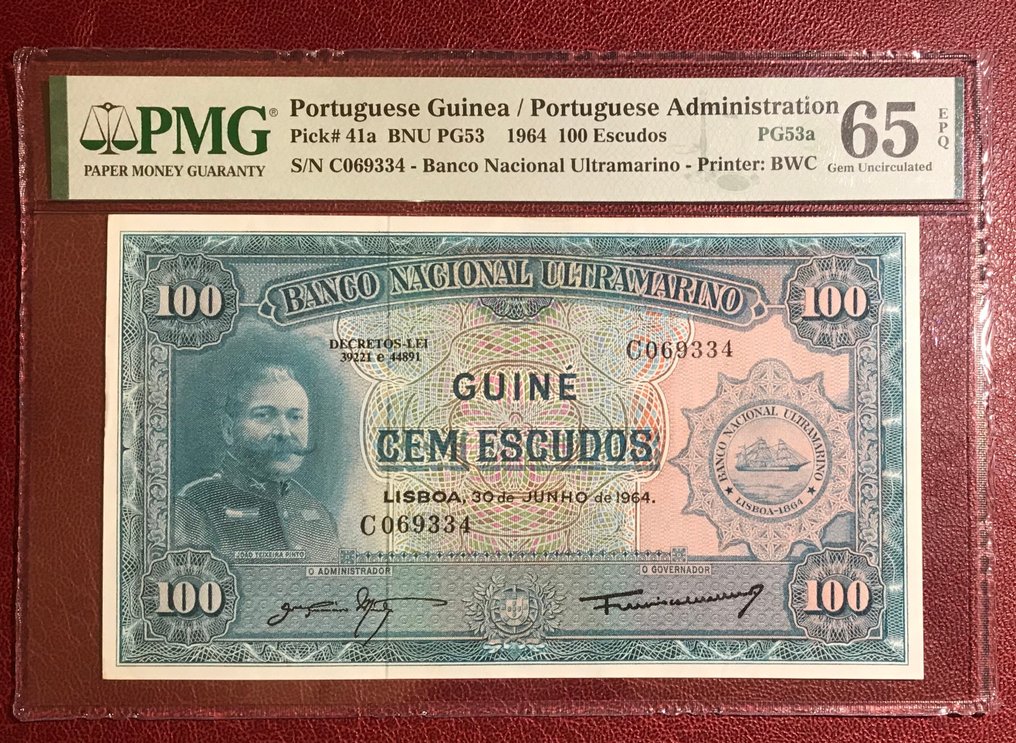 PMG®
PAPER MONEY GUARANTY
Portuguese Guinea / Portuguese Administration
Pick# 41a BNU PG53 1964 100 Escudos PG53a
S/N C069334 - Banco Nacional Ultramarino - Printer: BWC
65
EPQ
Gem Uncirculated
100
BANCO NACIONAL ULTRAMARINO
100
DECRETOS-LEI
39221 e 44891
C069334
GUINÉ
CEM ESCUDOS
BANCO NACIONAL ULTRAMARINO
LISBOA-1864
LISBOA, 30 de JUNHO de 1964.
C069334
JOÃO TEIXEIRA PINTO
O ADMINISTRADOR
O GOVERNADOR
100
100